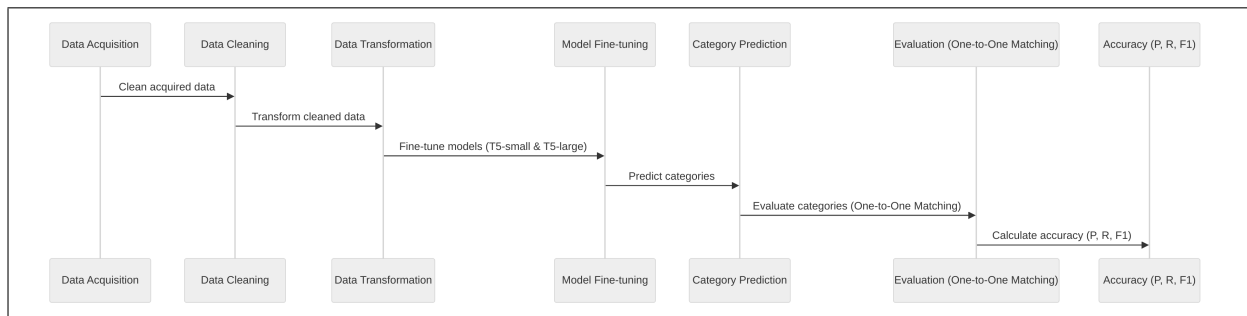 Data Acquisition
Data Cleaning
Data Transformation
Model Fine-tuning
Category Prediction
Evaluation (One-to-One Matching)
Accuracy (P, R, F1)
Clean acquired data
Transform cleaned data
Fine-tune models (T5-small & T5-large)
Predict categories
Evaluate categories (One-to-One Matching)
Calculate accuracy (P, R, F1)
Data Acquisition
Data Cleaning
Data Transformation
Model Fine-tuning
Category Prediction
Evaluation (One-to-One Matching)
Accuracy (P, R, F1)